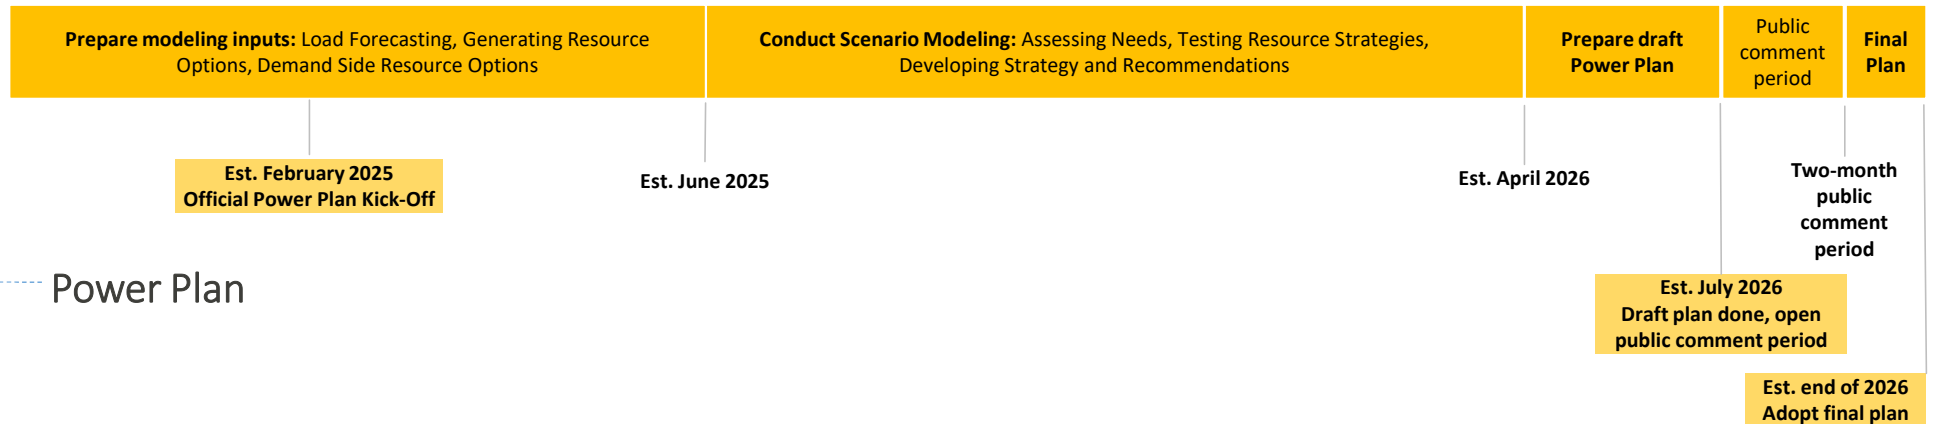 Prepare modeling inputs: Load Forecasting, Generating Resource
Options, Demand Side Resource Options
Conduct Scenario Modeling: Assessing Needs, Testing Resource Strategies,
Developing Strategy and Recommendations
Prepare draft
Power Plan
Public
comment
period
Final
Plan
Est. February 2025
Official Power Plan Kick-Off
Est. June 2025
Est. April 2026
Two-month
public
comment
period
Power Plan
Est. July 2026
Draft plan done, open
public comment period
Est. end of 2026
Adopt final plan